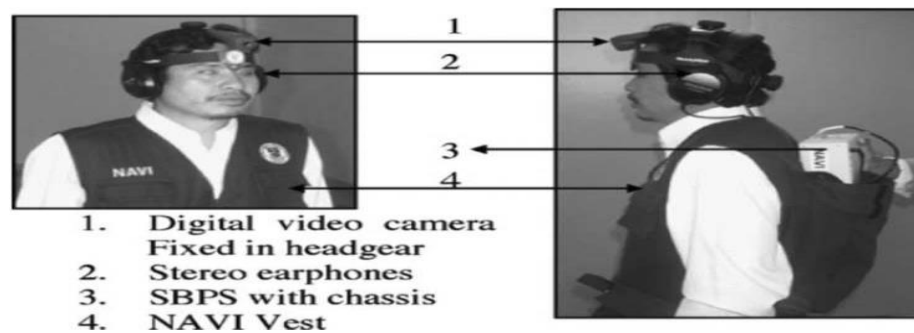 1
2
3
4
NAVI
NAVI
1. Digital video camera
Fixed in headgear
2. Stereo earphones
3. SBPS with chassis
4. NAVI Vest